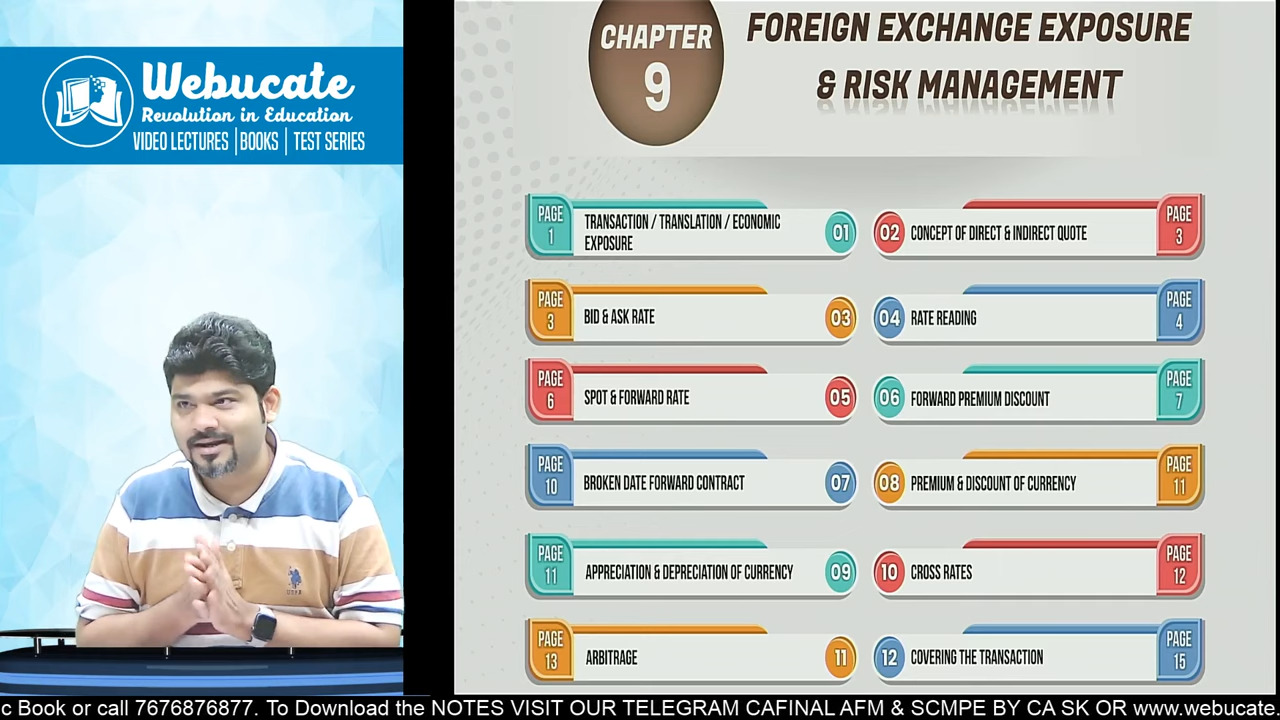 Webucate
Revolution in Education
VIDEO LECTURES | BOOKS | TEST SERIES
CHAPTER
9
FOREIGN EXCHANGE EXPOSURE
& RISK MANAGEMENT
PAGE
1
TRANSACTION / TRANSLATION / ECONOMIC
EXPOSURE
01
02
CONCEPT OF DIRECT & INDIRECT QUOTE
PAGE
3
PAGE
3
BID & ASK RATE
03
04
RATE READING
PAGE
4
PAGE
6
SPOT & FORWARD RATE
05
06
FORWARD PREMIUM DISCOUNT
PAGE
7
PAGE
10
BROKEN DATE FORWARD CONTRACT
07
08
PREMIUM & DISCOUNT OF CURRENCY
PAGE
11
PAGE
11
APPRECIATION & DEPRECIATION OF CURRENCY
09
10
CROSS RATES
PAGE
12
PAGE
13
ARBITRAGE
11
12
COVERING THE TRANSACTION
PAGE
15
c Book or call 7676876877. To Download the NOTES VISIT OUR TELEGRAM CAFINAL AFM & SCMPE BY CA SK OR www.webucate.